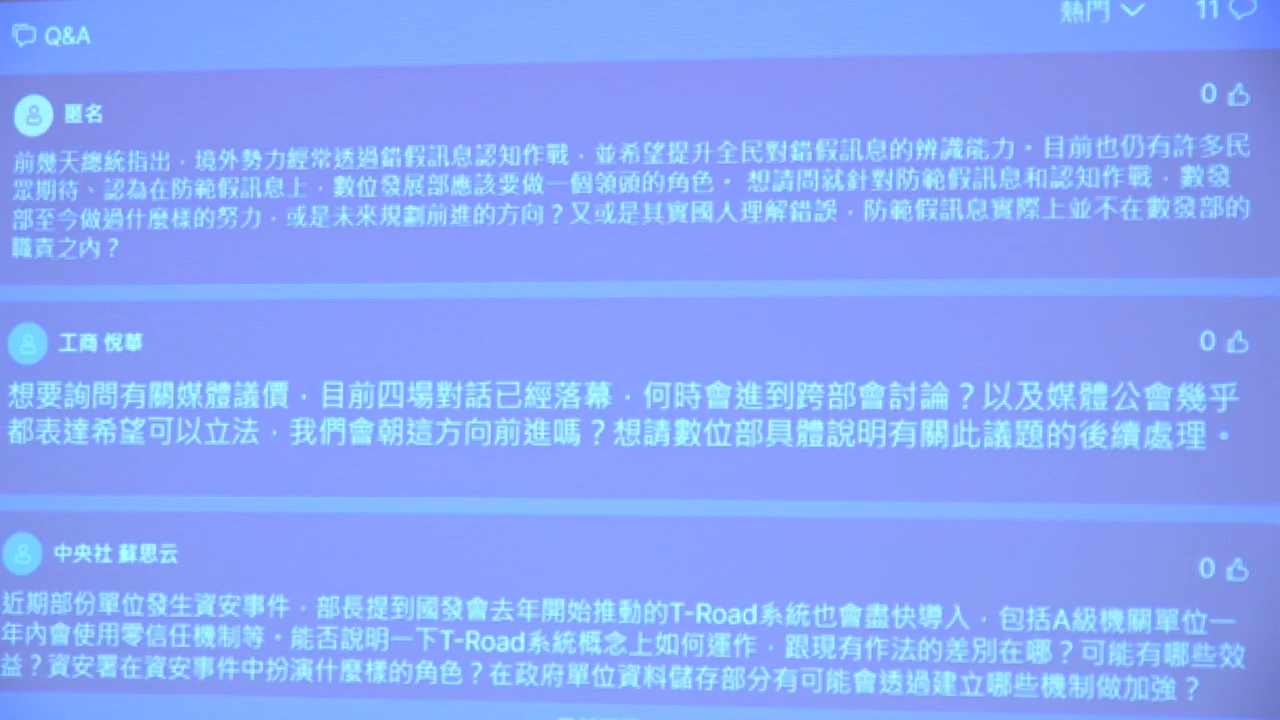 Q&A
熱門
11
匿名
0
前幾天總統指出，境外勢力經常透過錯假訊息認知作戰，並希望提升全民對錯假訊息的辨識能力。目前也仍有許多民
眾期待、認為在防範假訊息上，數位發展部應該要做一個領頭的角色。 想請問就針對防範假訊息和認知作戰，數發
部至今做過什麼樣的努力，或是未來規劃前進的方向？又或是其實國人理解錯誤，防範假訊息實際上並不在數發部的
職責之內？
工商 悅華
0
想要詢問有關媒體議價，目前四場對話已經落幕，何時會進到跨部會討論？以及媒體公會幾乎
都表達希望可以立法，我們會朝這方向前進嗎？想請數位部具體說明有關此議題的後續處理。
中央社 蘇思云
0
近期部份單位發生資安事件，部長提到國發會去年開始推動的T-Road系統也會盡快導入，包括A級機關單位一
年內會使用零信任機制等。能否說明一下T-Road系統概念上如何運作，跟現有作法的差別在哪？可能有哪些效
益？資安署在資安事件中扮演什麼樣的角色？在政府單位資料儲存部分有可能會透過建立哪些機制做加強？